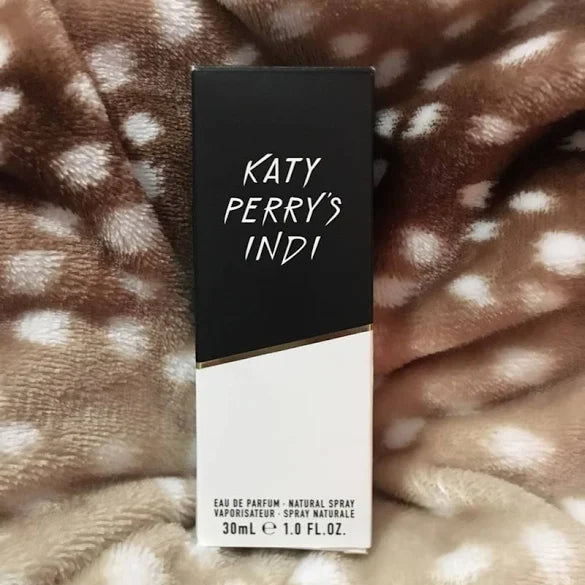 KATY
PERRY'S
INDI
EAU DE PARFUM · NATURAL SPRAY
VAPORISATEUR · SPRAY NATURALE
30mL ℮ 1.0 FL.OZ.